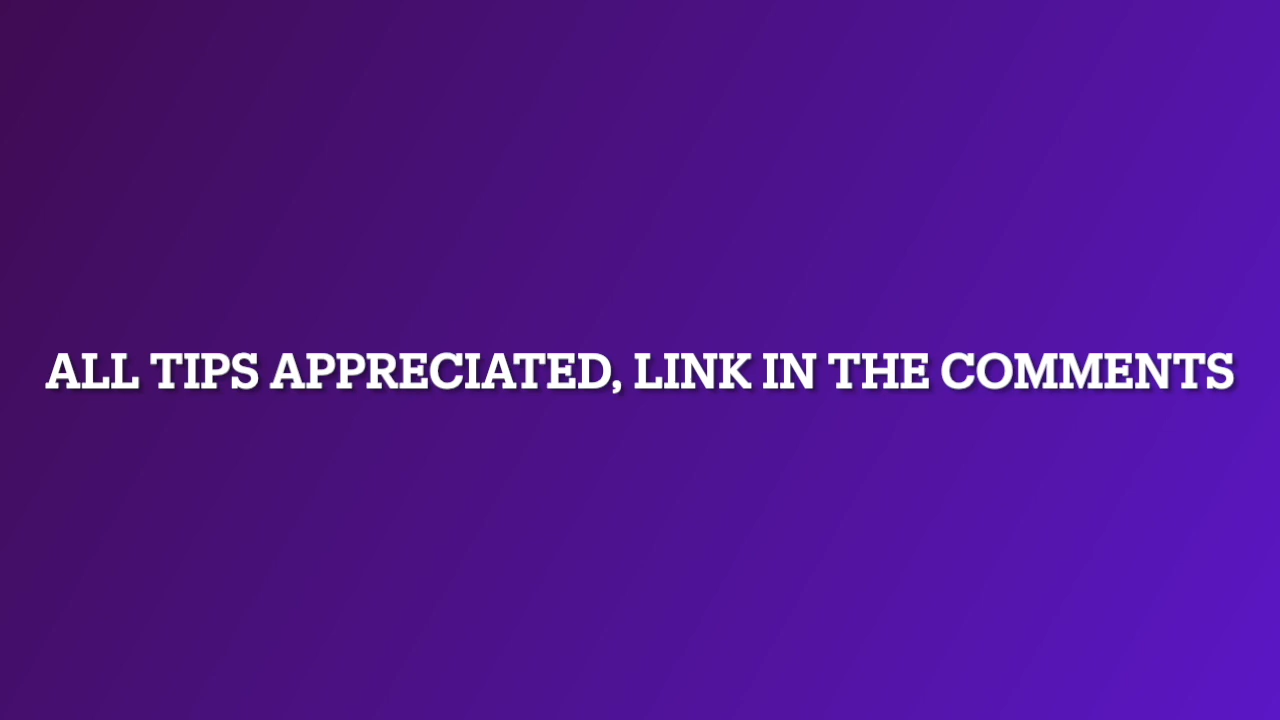 ALL TIPS APPRECIATED, LINK IN THE COMMENTS